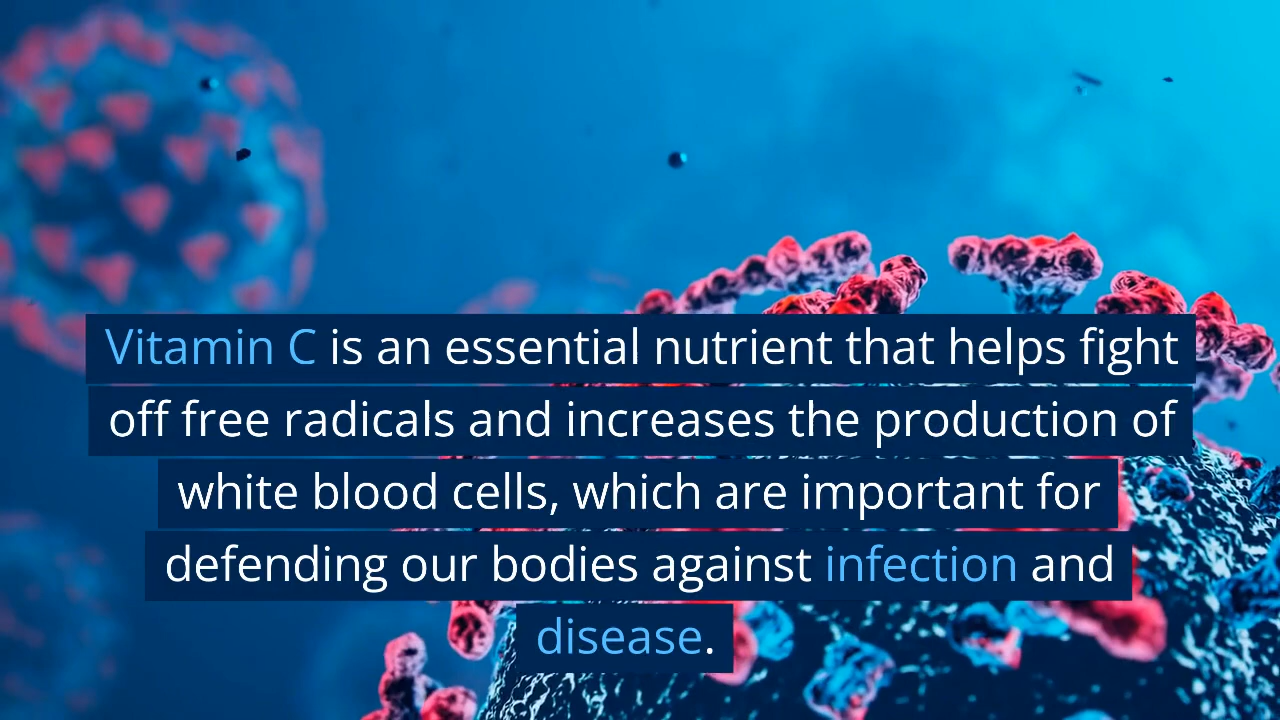 Vitamin C is an essential nutrient that helps fight
off free radicals and increases the production of
white blood cells, which are important for
defending our bodies against infection and
disease.